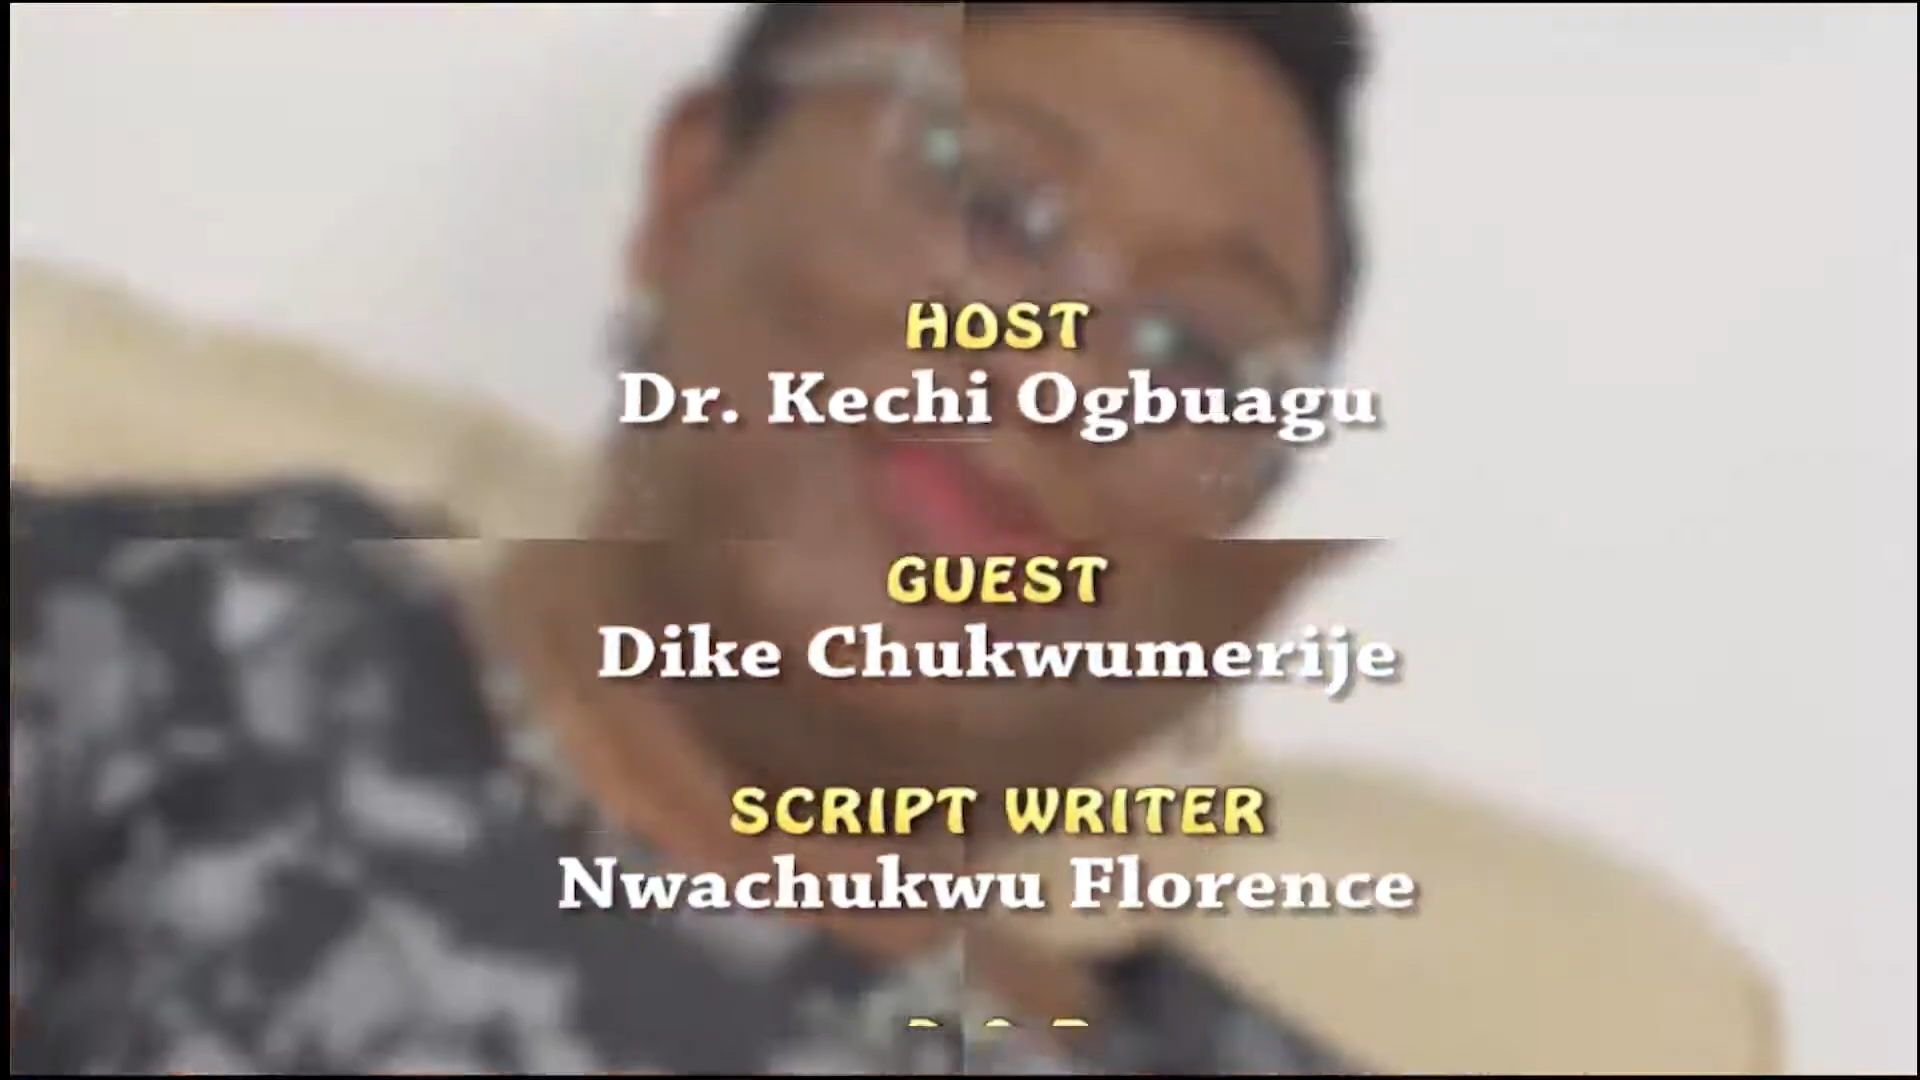 HOST
Dr. Kechi Ogbuagu
GUEST
Dike Chukwumerije
SCRIPT WRITER
Nwachukwu Florence